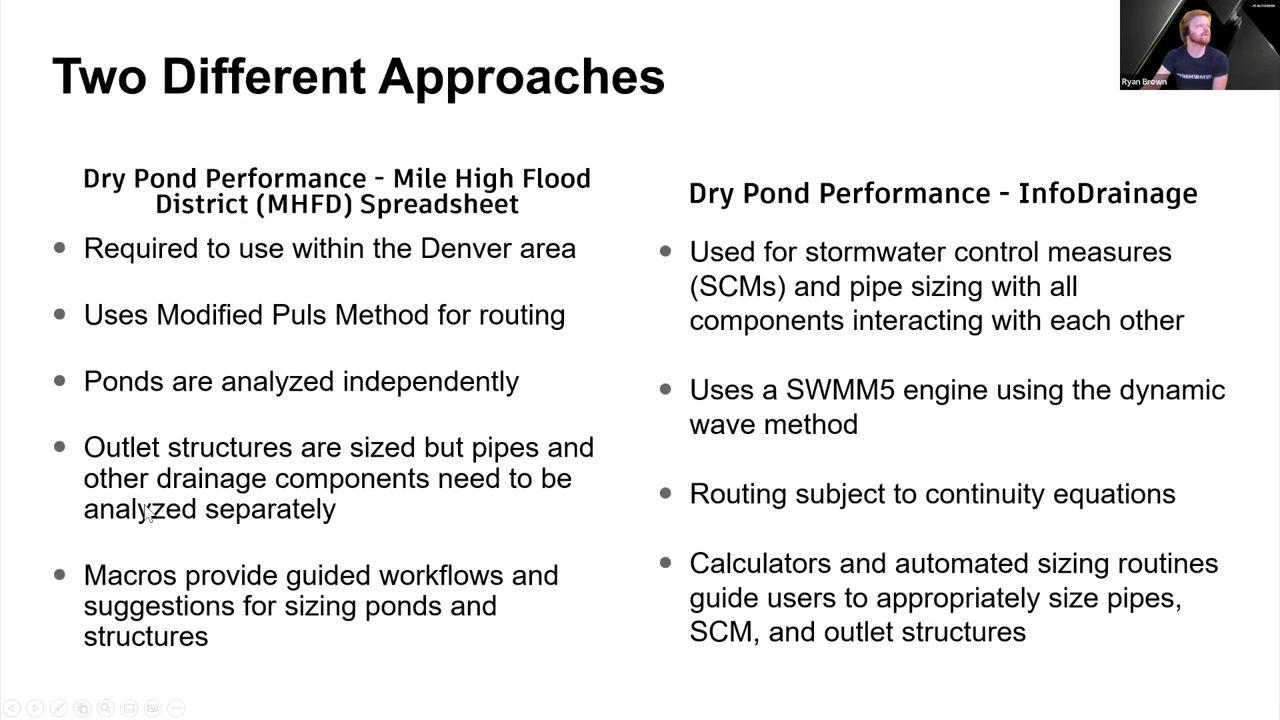 Two Different Approaches
Dry Pond Performance - Mile High Flood
District (MHFD) Spreadsheet
Required to use within the Denver area
Uses Modified Puls Method for routing
Ponds are analyzed independently
Outlet structures are sized but pipes and
other drainage components need to be
analyzed separately
Macros provide guided workflows and
suggestions for sizing ponds and
structures
Dry Pond Performance - InfoDrainage
Used for stormwater control measures
(SCMs) and pipe sizing with all
components interacting with each other
Uses a SWMM5 engine using the dynamic
wave method
Routing subject to continuity equations
Calculators and automated sizing routines
guide users to appropriately size pipes,
SCM, and outlet structures
AUTODESK
Ryan Brown